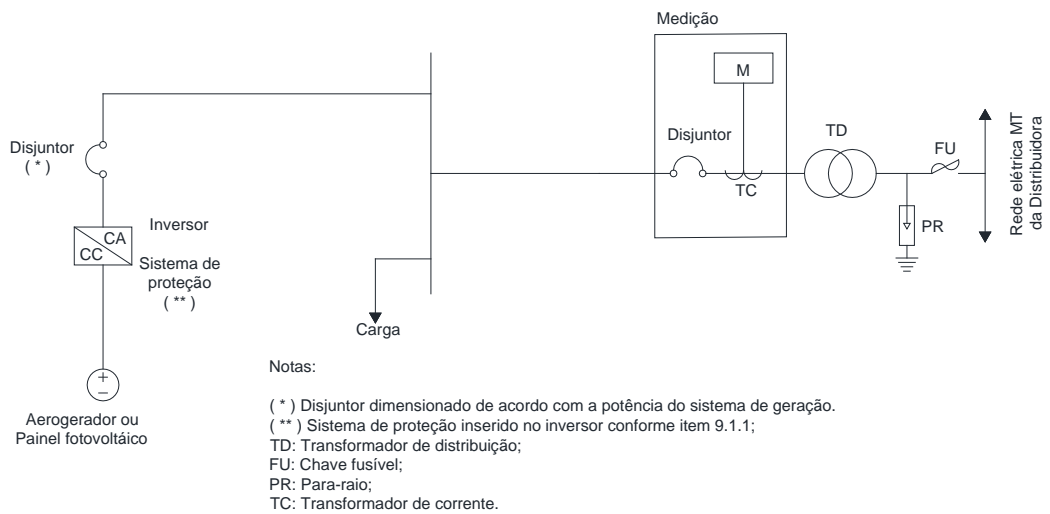 Medição
M
Disjuntor
TC
TD
FU
PR
Rede elétrica MT
da Distribuidora
Disjuntor
( * )
CA
CC
Inversor
Sistema de
proteção
( ** )
Carga
+
−
Aerogerador ou
Painel fotovoltáico
Notas:
( * ) Disjuntor dimensionado de acordo com a potência do sistema de geração.
( ** ) Sistema de proteção inserido no inversor conforme item 9.1.1;
TD: Transformador de distribuição;
FU: Chave fusível;
PR: Para-raio;
TC: Transformador de corrente.